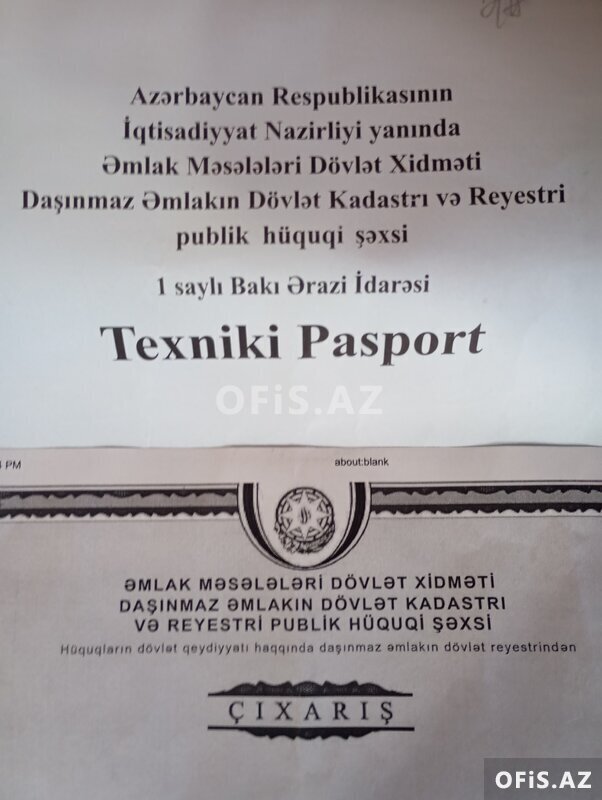 Azərbaycan Respublikasının
İqtisadiyyat Nazirliyi yanında
Əmlak Məsələləri Dövlət Xidməti
Daşınmaz Əmlakın Dövlət Kadastrı və Reyestri
publik hüquqi şəxsi
1 saylı Bakı Ərazi İdarəsi
Texniki Pasport
OFiS.AZ
PM
about:blank
ƏMLAK MƏSƏLƏLƏRİ DÖVLƏT XİDMƏTİ
DAŞINMAZ ƏMLAKIN DÖVLƏT KADASTRI
VƏ REYESTRİ PUBLİK HÜQUQİ ŞƏXSİ
Hüquqların dövlət qeydiyyatı haqqında daşınmaz əmlakın dövlət reyestrindən
ÇIXARIŞ
OFiS.AZ